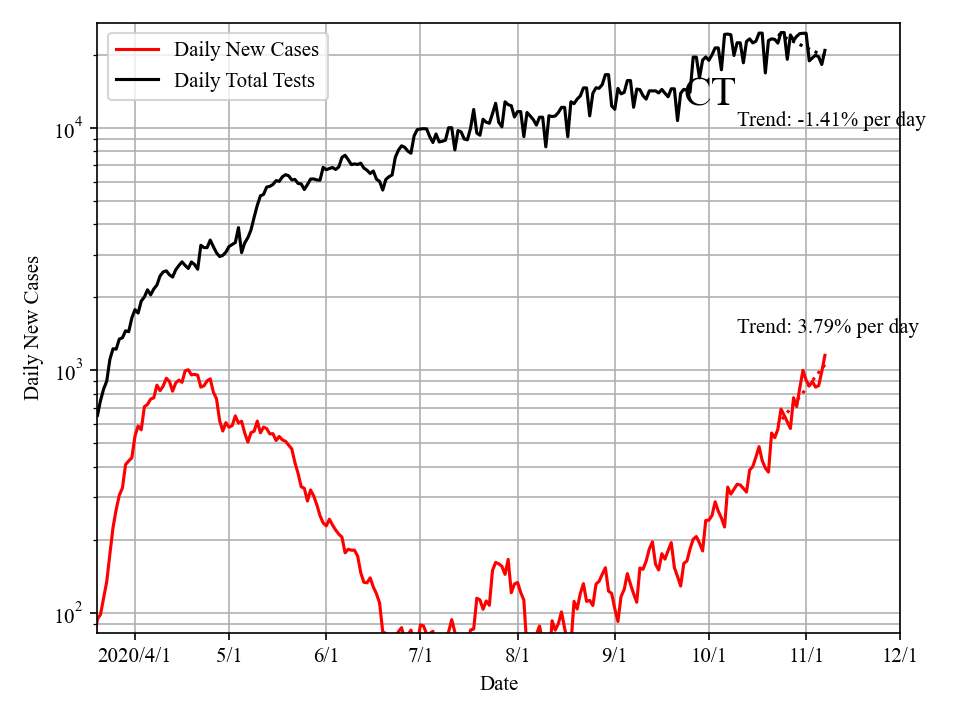 Daily New Cases
Daily Total Tests
CT
Trend: -1.41% per day
Trend: 3.79% per day
Daily New Cases
10^4
10^3
10^2
2020/4/1 5/1 6/1 7/1 8/1 9/1 10/1 11/1 12/1
Date